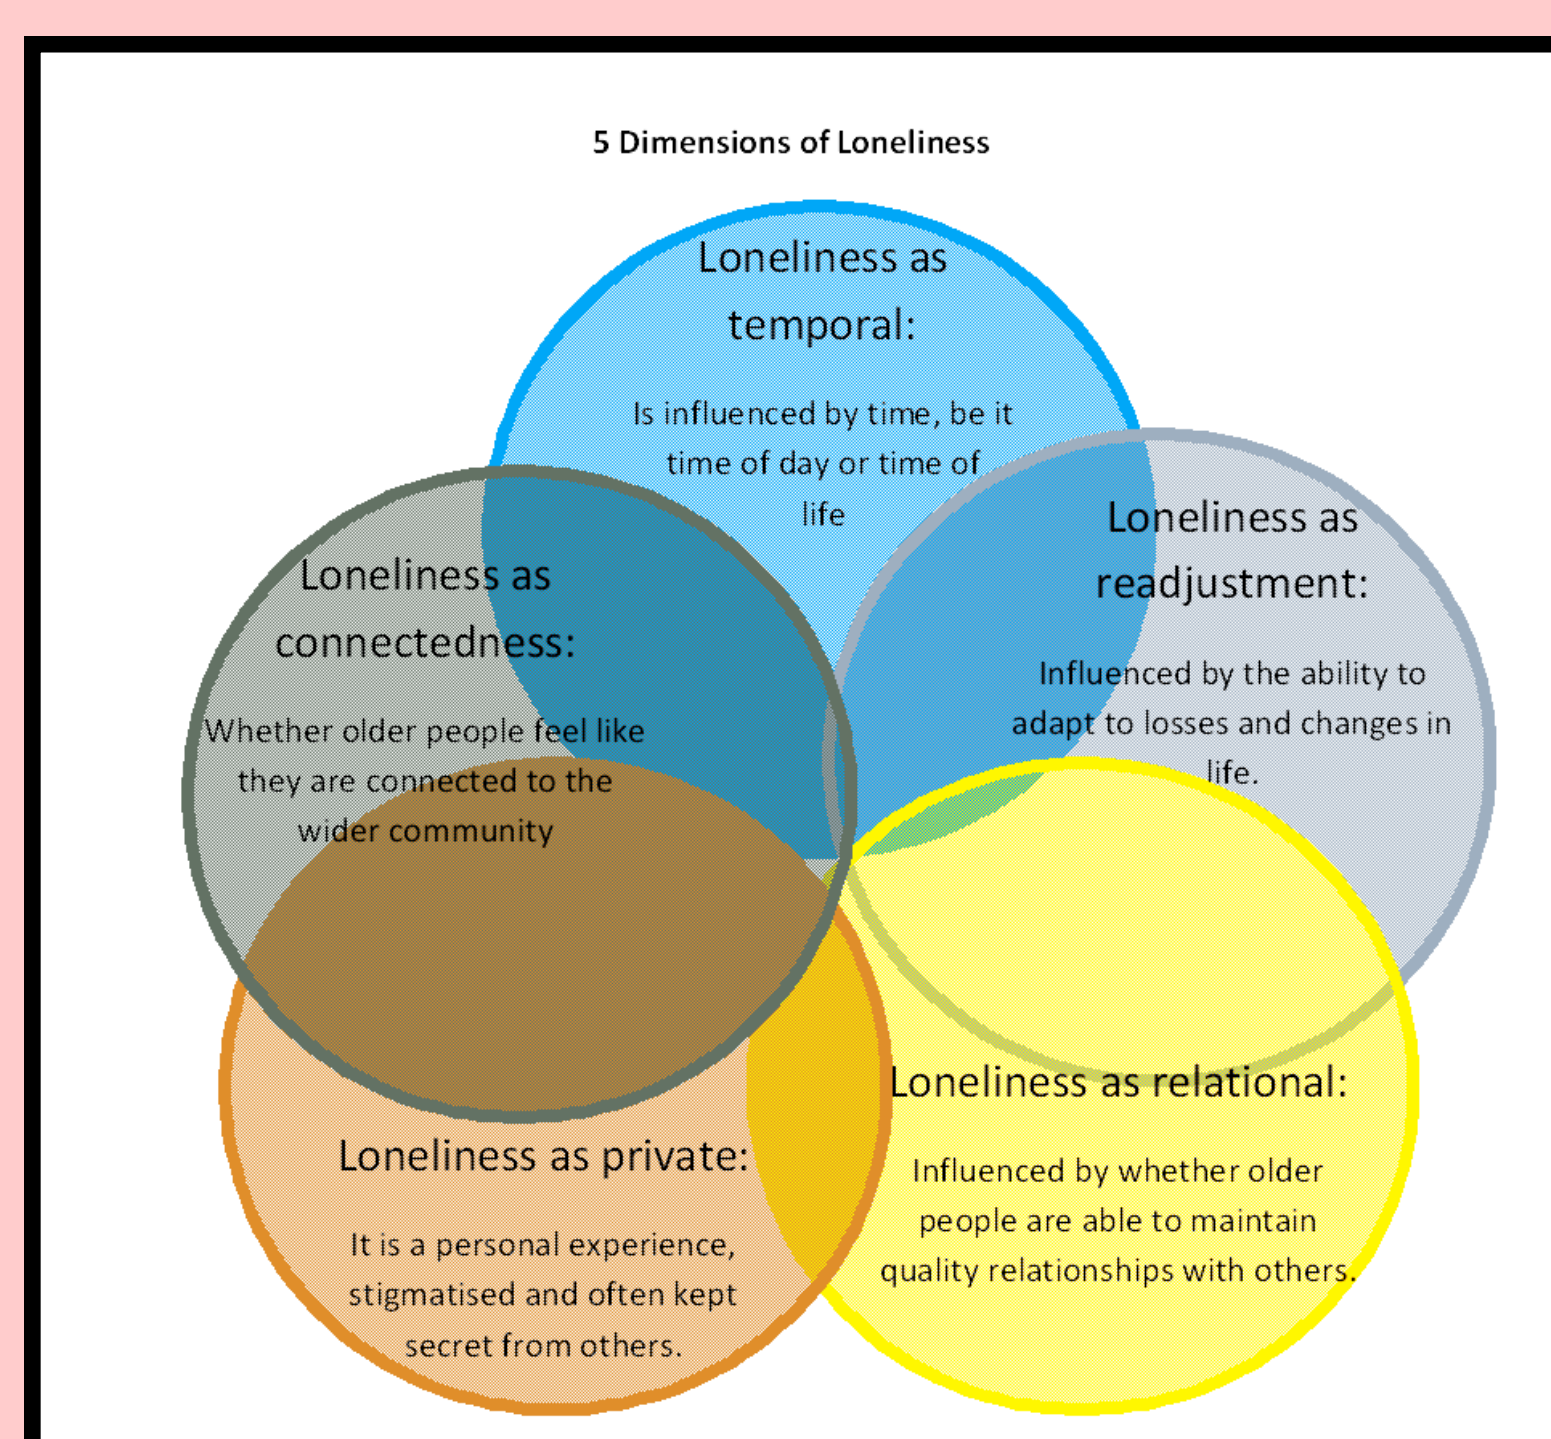 5 Dimensions of Loneliness
Loneliness as
temporal:
Is influenced by time, be it
time of day or time of
life
Loneliness as
readjustment:
Influenced by the ability to
adapt to losses and changes in
life.
Loneliness as
connectedness:
Whether older people feel like
they are connected to the
wider community
Loneliness as relational:
Influenced by whether older
people are able to maintain
quality relationships with others.
Loneliness as private:
It is a personal experience,
stigmatised and often kept
secret from others.